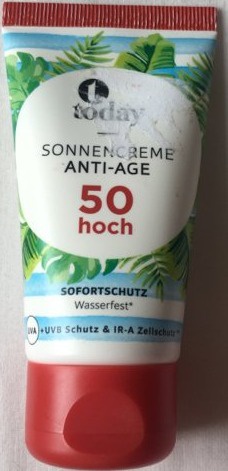 today
SONNENCREME
ANTI-AGE
50
hoch
SOFORTSCHUTZ
Wasserfest*
UVA + UVB Schutz & IR-A Zellschutz*